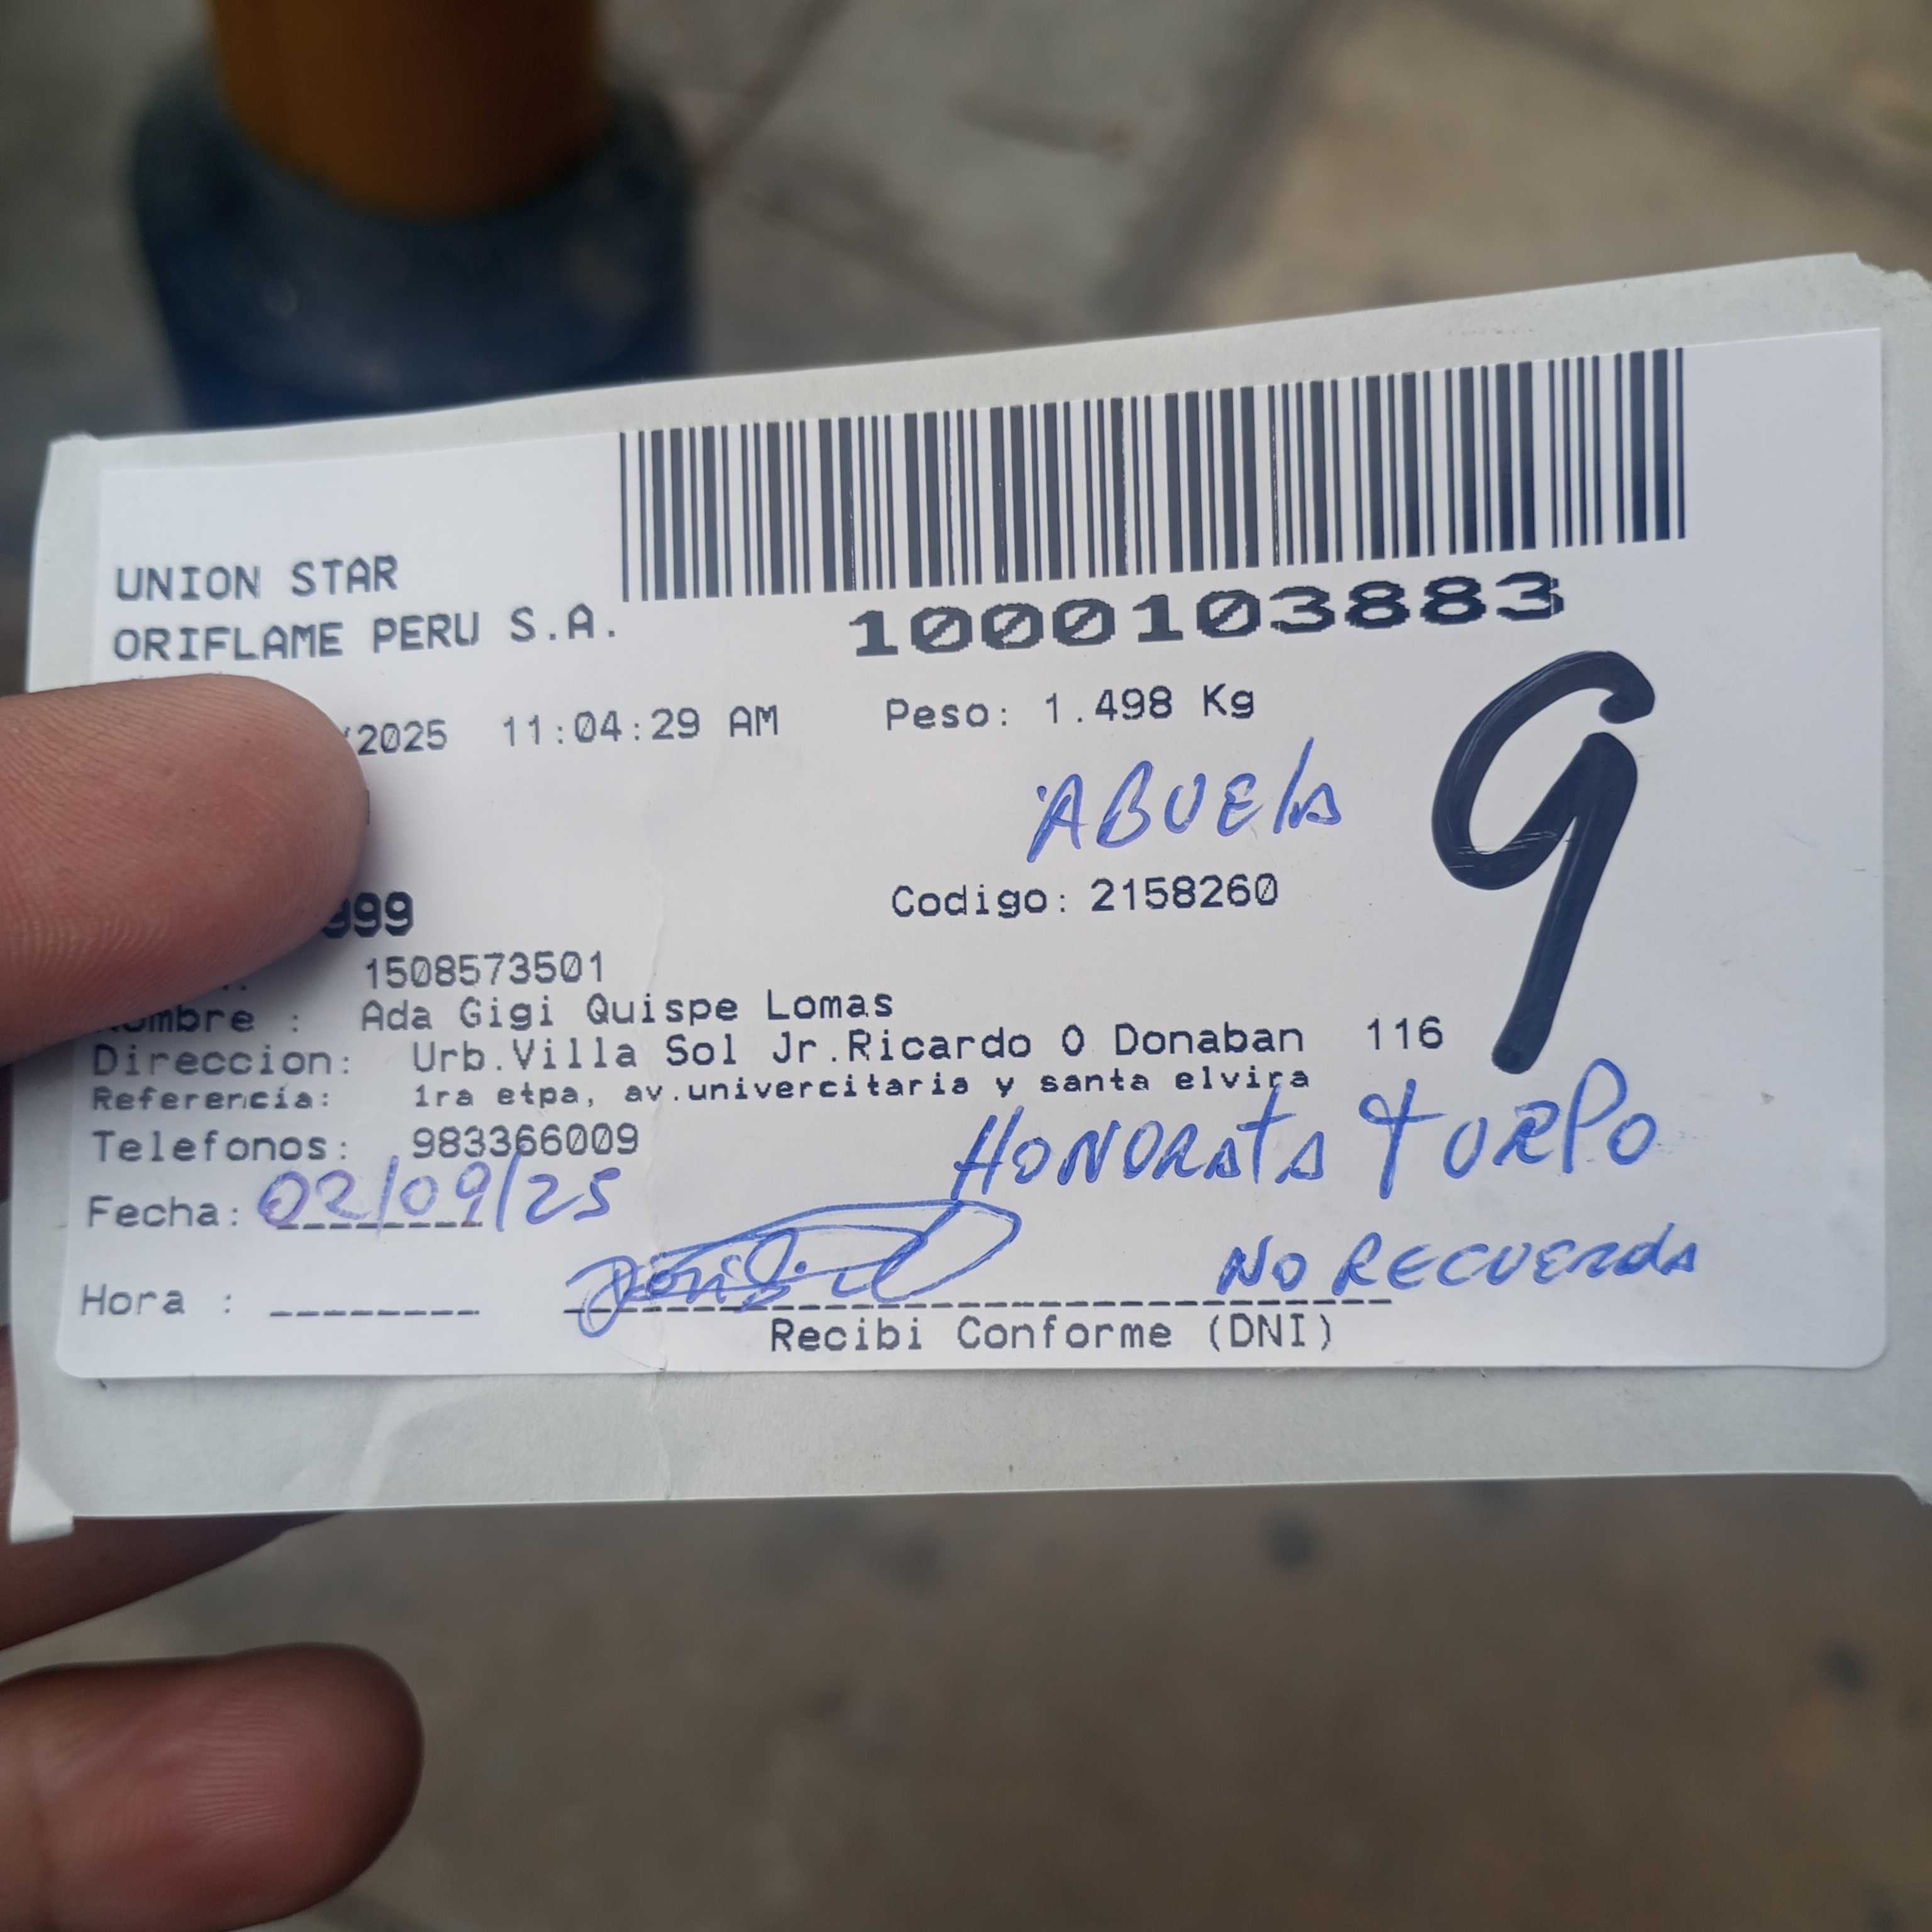 UNION STAR
ORIFLAME PERU S.A.
1000103883
/2025 11:04:29 AM Peso: 1.498 Kg
ABUELA
G
999 Codigo: 2158260
1508573501
ombre : Ada Gigi Quispe Lomas
Direccion: Urb.Villa Sol Jr.Ricardo O Donaban 116
Referencia: 1ra etpa, av.univercitaria y santa elvira
Telefonos: 983366009
HONORATA TURPO
Fecha: 02/09/25
NO RECUERDA
Hora :
Recibi Conforme (DNI)